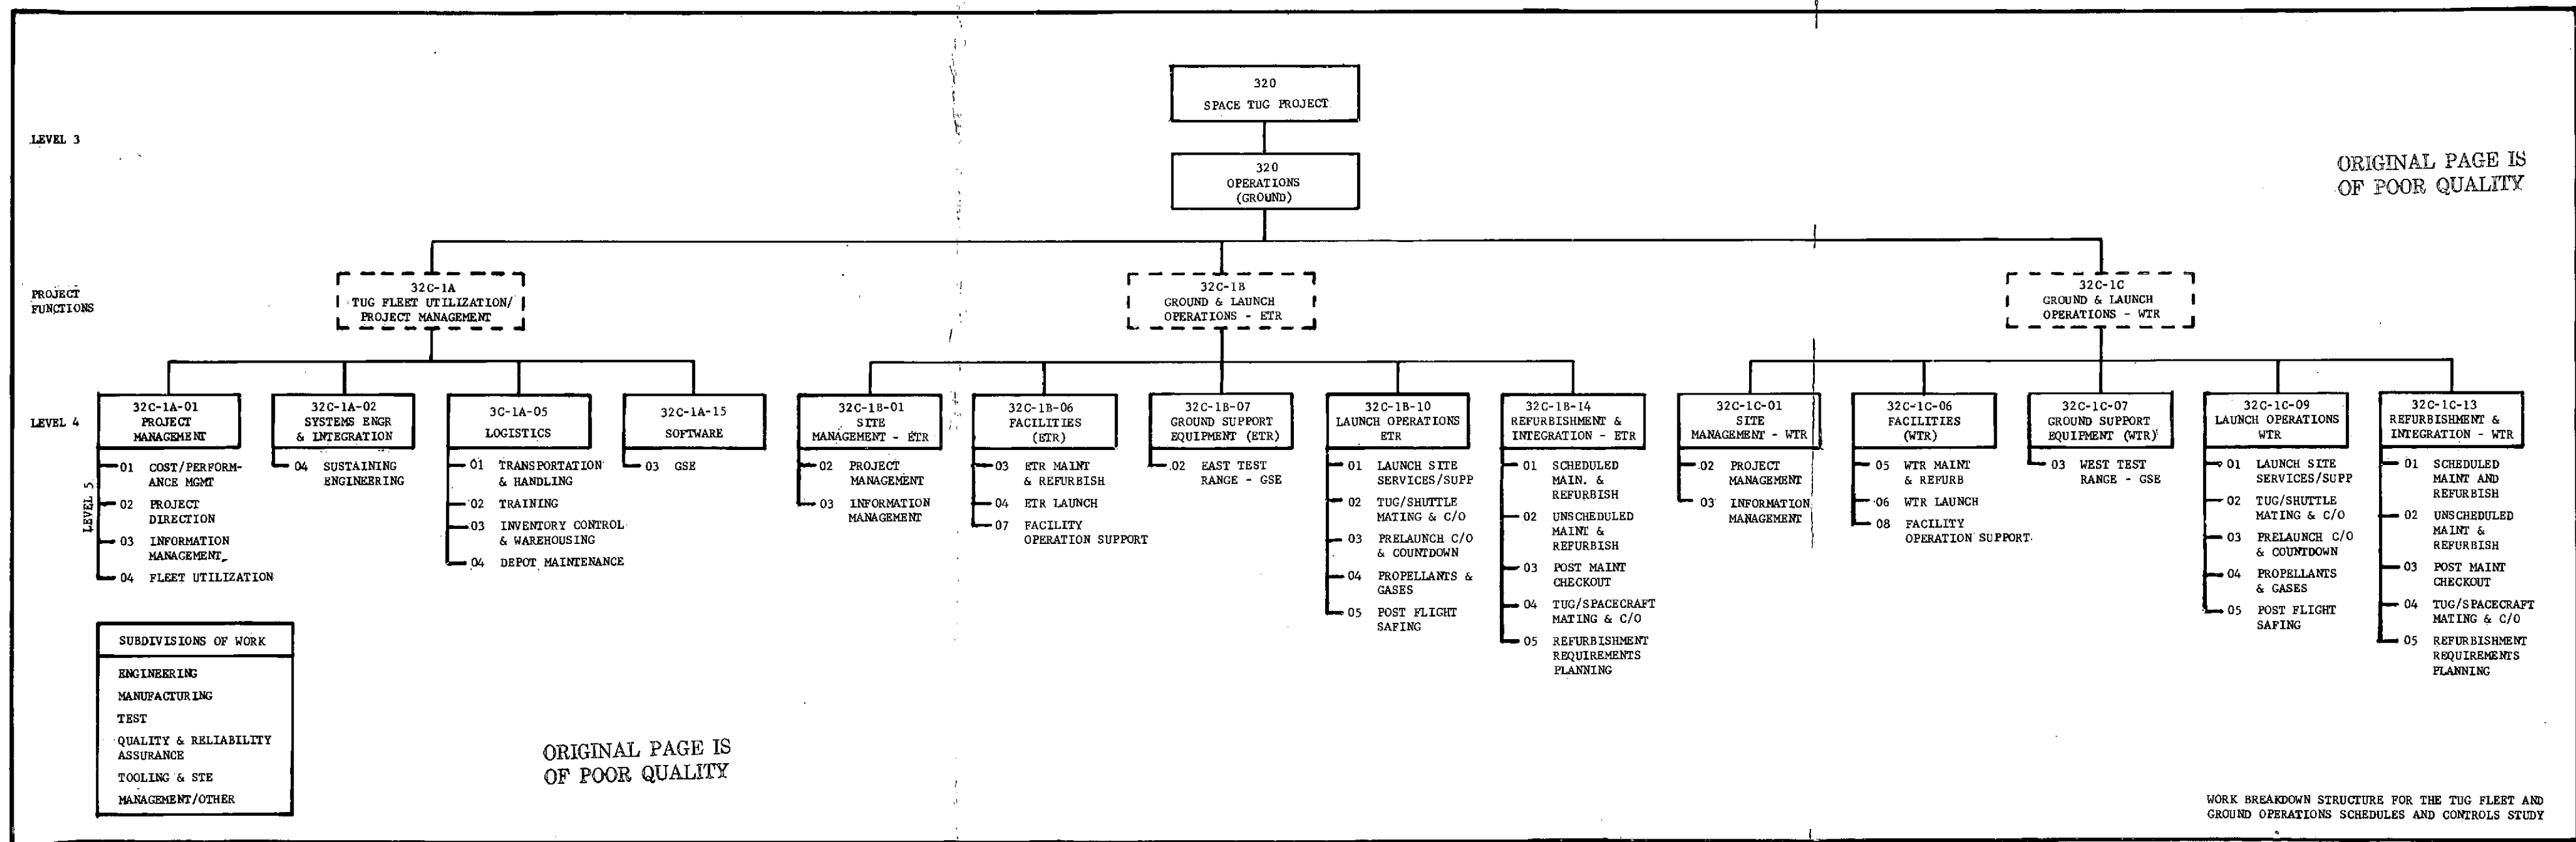 320
SPACE TUG PROJECT
LEVEL 3
320
OPERATIONS
(GROUND)
ORIGINAL PAGE IS
OF POOR QUALITY
PROJECT
FUNCTIONS
32C-1A
TUG FLEET UTILIZATION/
PROJECT MANAGEMENT
32C-1B
GROUND & LAUNCH
OPERATIONS - ETR
32C-1C
GROUND & LAUNCH
OPERATIONS - WTR
LEVEL 4
LEVEL 5
32C-1A-01
PROJECT
MANAGEMENT
01 COST/PERFORM-
ANCE MGMT
02 PROJECT
DIRECTION
03 INFORMATION
MANAGEMENT
04 FLEET UTILIZATION
32C-1A-02
SYSTEMS ENGR
& INTEGRATION
04 SUSTAINING
ENGINEERING
3C-1A-05
LOGISTICS
01 TRANSPORTATION
& HANDLING
02 TRAINING
03 INVENTORY CONTROL
& WAREHOUSING
04 DEPOT MAINTENANCE
32C-1A-15
SOFTWARE
03 GSE
32C-1B-01
SITE
MANAGEMENT - ETR
02 PROJECT
MANAGEMENT
03 INFORMATION
MANAGEMENT
32C-1B-06
FACILITIES
(ETR)
03 ETR MAINT
& REFURBISH
04 ETR LAUNCH
07 FACILITY
OPERATION SUPPORT
32C-1B-07
GROUND SUPPORT
EQUIPMENT (ETR)
02 EAST TEST
RANGE - GSE
32C-1B-10
LAUNCH OPERATIONS
ETR
01 LAUNCH SITE
SERVICES/SUPP
02 TUG/SHUTTLE
MATING & C/O
03 PRELAUNCH C/O
& COUNTDOWN
04 PROPELLANTS &
GASES
05 POST FLIGHT
SAFING
32C-1B-14
REFURBISHMENT &
INTEGRATION - ETR
01 SCHEDULED
MAIN. &
REFURBISH
02 UNSCHEDULED
MAINT &
REFURBISH
03 POST MAINT
CHECKOUT
04 TUG/SPACECRAFT
MATING & C/O
05 REFURBISHMENT
REQUIREMENTS
PLANNING
32C-1C-01
SITE
MANAGEMENT - WTR
02 PROJECT
MANAGEMENT
03 INFORMATION
MANAGEMENT
32C-1C-06
FACILITIES
(WTR)
05 WTR MAINT
& REFURB
06 WTR LAUNCH
08 FACILITY
OPERATION SUPPORT
32C-1C-07
GROUND SUPPORT
EQUIPMENT (WTR)
03 WEST TEST
RANGE - GSE
32C-1C-09
LAUNCH OPERATIONS
WTR
01 LAUNCH SITE
SERVICES/SUPP
02 TUG/SHUTTLE
MATING & C/O
03 PRELAUNCH C/O
& COUNTDOWN
04 PROPELLANTS
& GASES
05 POST FLIGHT
SAFING
32C-1C-13
REFURBISHMENT &
INTEGRATION - WTR
01 SCHEDULED
MAINT AND
REFURBISH
02 UNSCHEDULED
MAINT &
REFURBISH
03 POST MAINT
CHECKOUT
04 TUG/SPACECRAFT
MATING & C/O
05 REFURBISHMENT
REQUIREMENTS
PLANNING
SUBDIVISIONS OF WORK
ENGINEERING
MANUFACTURING
TEST
QUALITY & RELIABILITY
ASSURANCE
TOOLING & STE
MANAGEMENT/OTHER
ORIGINAL PAGE IS
OF POOR QUALITY
WORK BREAKDOWN STRUCTURE FOR THE TUG FLEET AND
GROUND OPERATIONS SCHEDULES AND CONTROLS STUDY